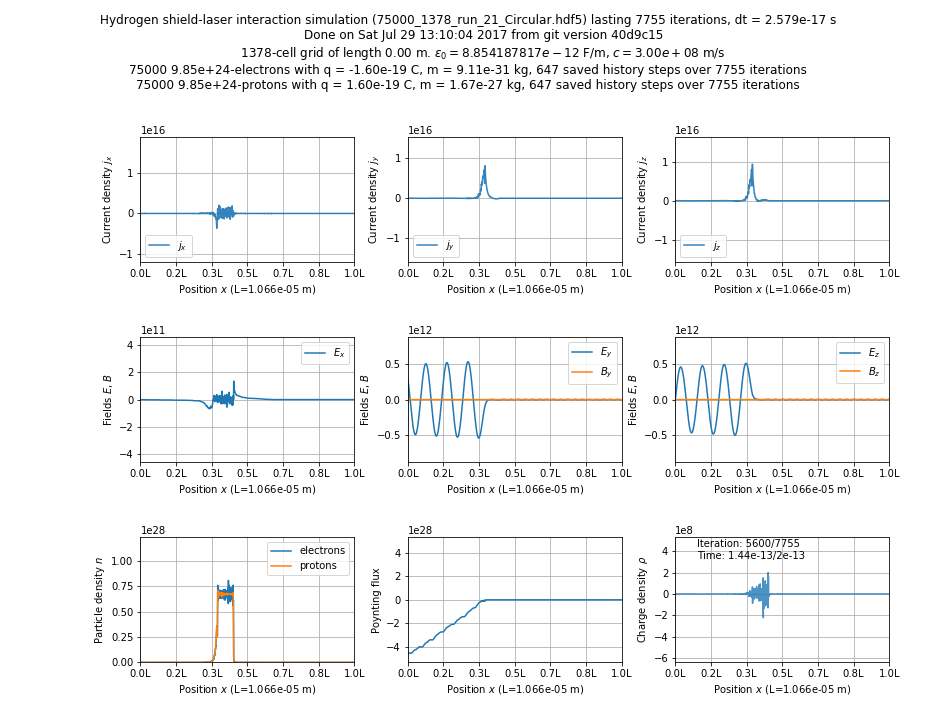 Hydrogen shield-laser interaction simulation (75000_1378_run_21_Circular.hdf5) lasting 7755 iterations, dt = 2.579e-17 s
Done on Sat Jul 29 13:10:04 2017 from git version 40d9c15
1378-cell grid of length 0.00 m. ε₀ = 8.854187817e − 12 F/m, c = 3.00e + 08 m/s
75000 9.85e+24-electrons with q = -1.60e-19 C, m = 9.11e-31 kg, 647 saved history steps over 7755 iterations
75000 9.85e+24-protons with q = 1.60e-19 C, m = 1.67e-27 kg, 647 saved history steps over 7755 iterations
1e16
Current density jₓ
1
0
−1
jₓ
0.0L 0.2L 0.3L 0.5L 0.7L 0.8L 1.0L
Position x (L=1.066e-05 m)
1e16
Current density j_y
1
0
−1
j_y
0.0L 0.2L 0.3L 0.5L 0.7L 0.8L 1.0L
Position x (L=1.066e-05 m)
1e16
Current density j_z
1
0
−1
j_z
0.0L 0.2L 0.3L 0.5L 0.7L 0.8L 1.0L
Position x (L=1.066e-05 m)
1e11
Fields E, B
4
2
0
−2
−4
Eₓ
0.0L 0.2L 0.3L 0.5L 0.7L 0.8L 1.0L
Position x (L=1.066e-05 m)
1e12
Fields E, B
0.5
0.0
−0.5
E_y
B_y
0.0L 0.2L 0.3L 0.5L 0.7L 0.8L 1.0L
Position x (L=1.066e-05 m)
1e12
Fields E, B
0.5
0.0
−0.5
E_z
B_z
0.0L 0.2L 0.3L 0.5L 0.7L 0.8L 1.0L
Position x (L=1.066e-05 m)
1e28
Particle density n
1.00
0.75
0.50
0.25
0.00
electrons
protons
0.0L 0.2L 0.3L 0.5L 0.7L 0.8L 1.0L
Position x (L=1.066e-05 m)
1e28
Poynting flux
4
2
0
−2
−4
0.0L 0.2L 0.3L 0.5L 0.7L 0.8L 1.0L
Position x (L=1.066e-05 m)
1e8
Charge density ρ
4
2
0
−2
−4
−6
Iteration: 5600/7755
Time: 1.44e-13/2e-13
0.0L 0.2L 0.3L 0.5L 0.7L 0.8L 1.0L
Position x (L=1.066e-05 m)